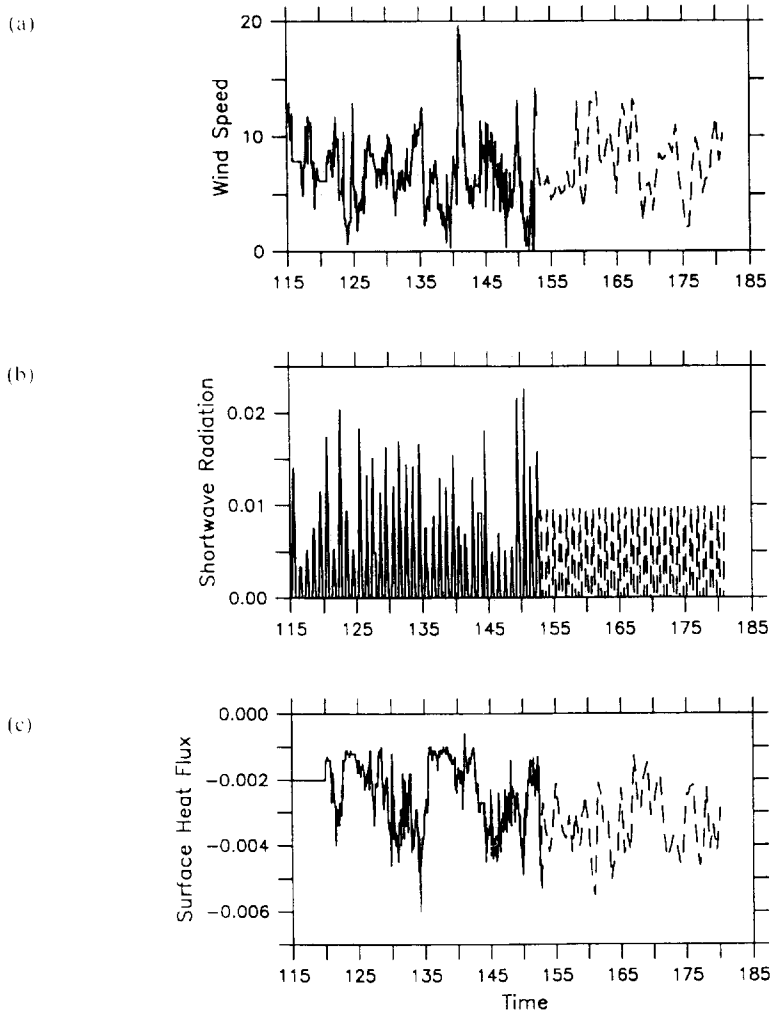 (a)
20
10
0
Wind Speed
115 125 135 145 155 165 175 185
(b)
0.02
0.01
0.00
Shortwave Radiation
115 125 135 145 155 165 175 185
(c)
0.000
-0.002
-0.004
-0.006
Surface Heat Flux
115 125 135 145 155 165 175 185
Time